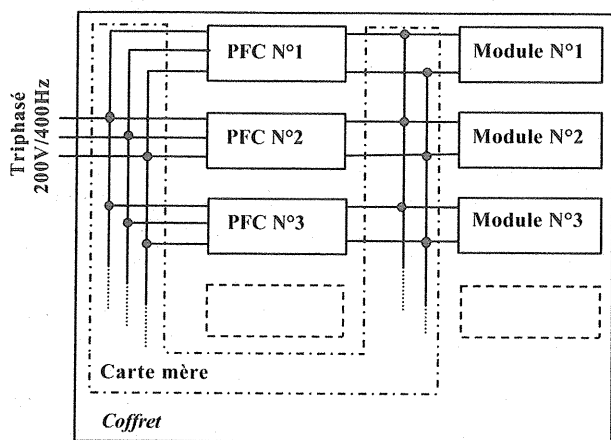 PFC N°1
Module N°1
Triphasé
200V/400Hz
PFC N°2
Module N°2
PFC N°3
Module N°3
Carte mère
Coffret